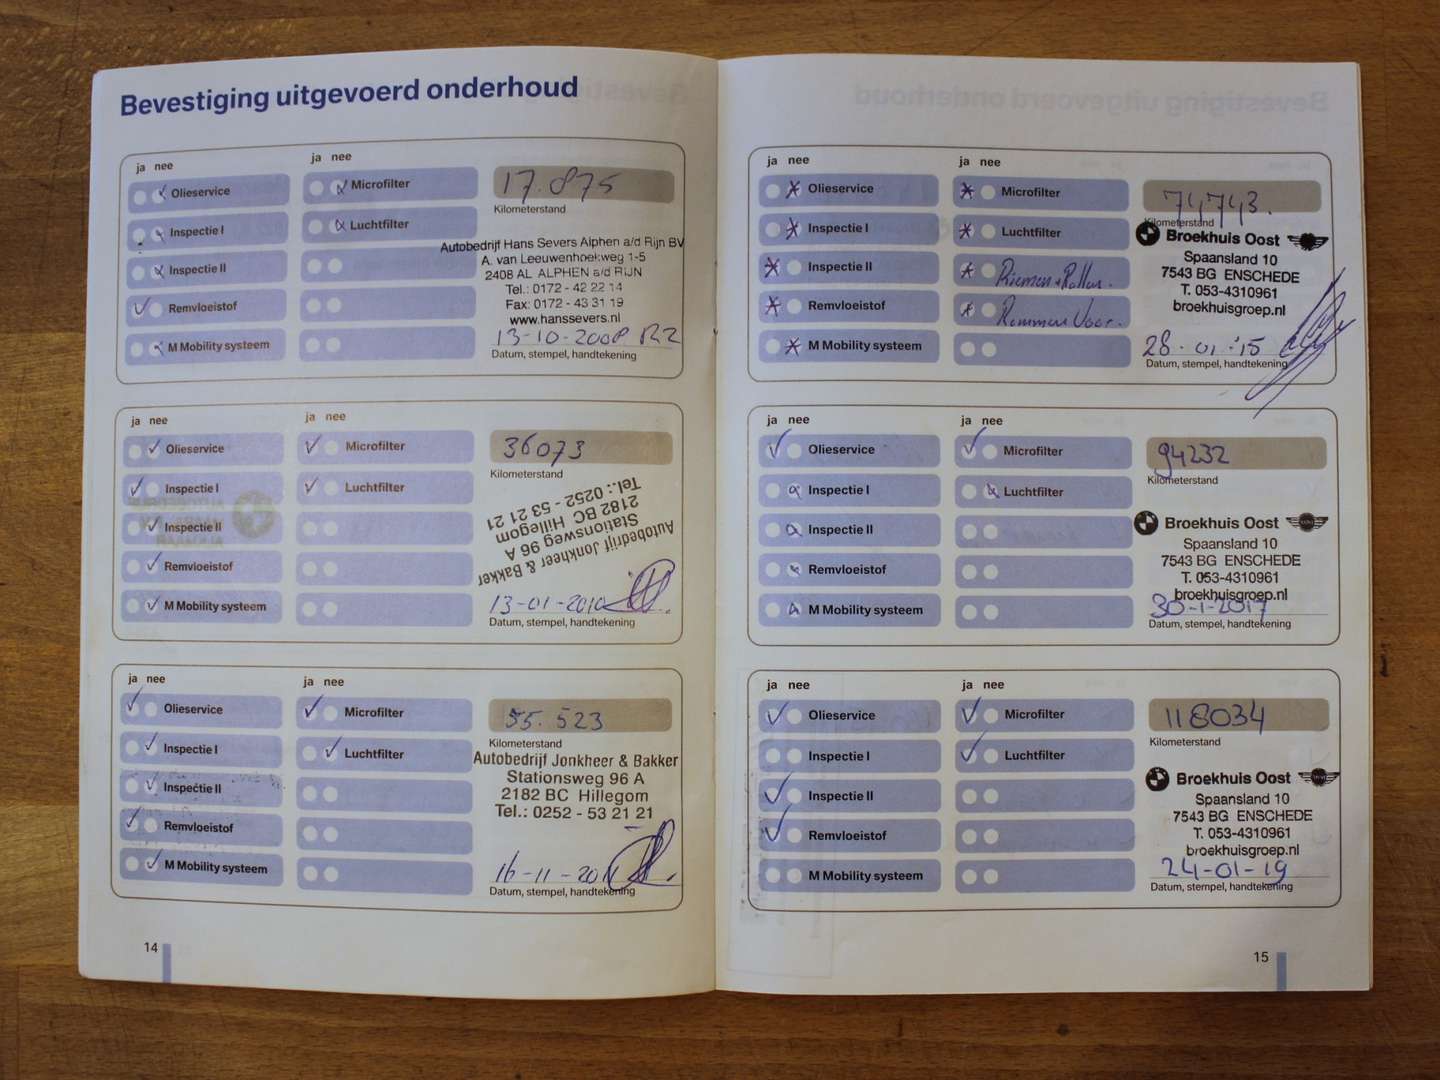 Bevestiging uitgevoerd onderhoud
ja nee
ja nee
Olieservice
Microfilter
17.875
Kilometerstand
Inspectie I
Luchtfilter
Inspectie II
Remvloeistof
M Mobility systeem
Autobedrijf Hans Severs Alphen a/d Rijn BV
A. van Leeuwenhoekweg 1-5
2408 AL ALPHEN a/d RIJN
Tel.: 0172 - 42 22 14
Fax: 0172 - 43 31 19
www.hanssevers.nl
13-10-2008
Datum, stempel, handtekening
ja nee
ja nee
Olieservice
Microfilter
36073
Kilometerstand
Inspectie I
Luchtfilter
Inspectie II
Remvloeistof
M Mobility systeem
Autobedrijf Jonkheer & Bakker
Stationsweg 96 A
2182 BC Hillegom
Tel.: 0252 - 53 21 21
13-01-2010
Datum, stempel, handtekening
ja nee
ja nee
Olieservice
Microfilter
55.523
Kilometerstand
Inspectie I
Luchtfilter
Inspectie II
Remvloeistof
M Mobility systeem
Autobedrijf Jonkheer & Bakker
Stationsweg 96 A
2182 BC Hillegom
Tel.: 0252 - 53 21 21
16-11-2011
Datum, stempel, handtekening
14
ja nee
ja nee
Olieservice
Microfilter
74743.
Kilometerstand
Inspectie I
Luchtfilter
Inspectie II
Riemen +
Remvloeistof
Remmen Voor.
M Mobility systeem
Broekhuis Oost
Spaansland 10
7543 BG ENSCHEDE
T. 053-4310961
broekhuisgroep.nl
28-01-'15
Datum, stempel, handtekening
ja nee
ja nee
Olieservice
Microfilter
94232
Kilometerstand
Inspectie I
Luchtfilter
Inspectie II
Remvloeistof
M Mobility systeem
Broekhuis Oost
Spaansland 10
7543 BG ENSCHEDE
T. 053-4310961
broekhuisgroep.nl
30-1-2017
Datum, stempel, handtekening
ja nee
ja nee
Olieservice
Microfilter
118034
Kilometerstand
Inspectie I
Luchtfilter
Inspectie II
Remvloeistof
M Mobility systeem
Broekhuis Oost
Spaansland 10
7543 BG ENSCHEDE
T. 053-4310961
broekhuisgroep.nl
24-01-19
Datum, stempel, handtekening
15